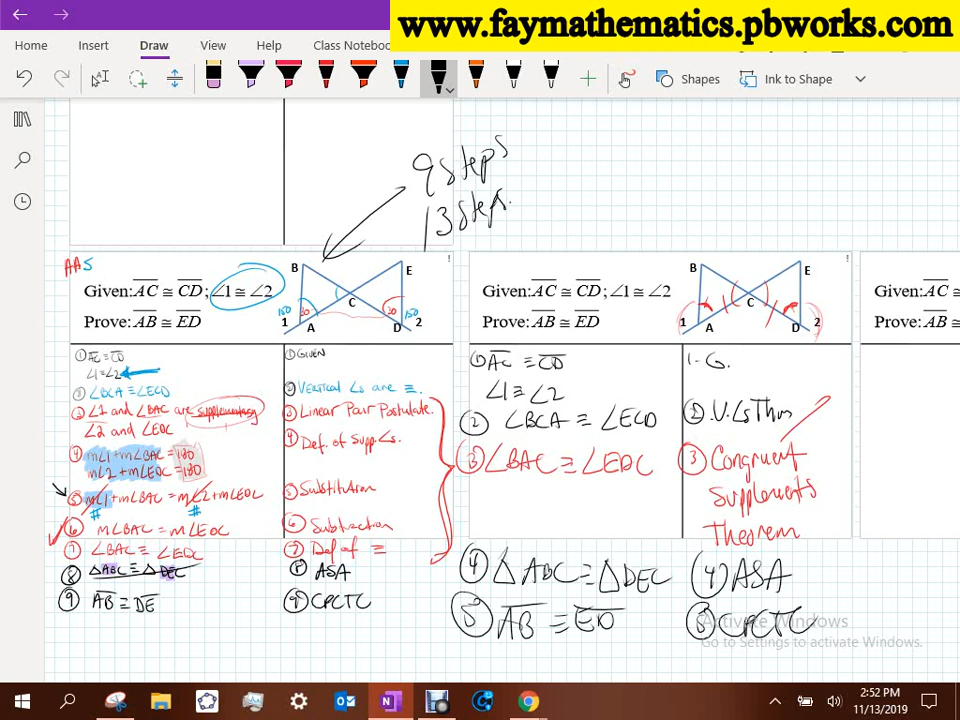 www.faymathematics.pbworks.com
Home Insert Draw View Help Class Notebook
Shapes Ink to Shape
9 steps
13 steps.
AAS
Given: AC ≅ CD; ∠1 ≅ ∠2
Prove: AB ≅ ED
B E C A D 1 2
150 30 30 150
① AC ≅ CD
∠1 ≅ ∠2
① GIVEN
② ∠BCA ≅ ∠ECD
② VERTICAL ∠s ARE ≅.
③ ∠1 and ∠BAC are supplementary
∠2 and ∠EDC
③ Linear Pair Postulate.
④ m∠1 + m∠BAC = 180
m∠2 + m∠EDC = 180
④ Def. of Supp. ∠s.
⑤ m∠1 + m∠BAC = m∠2 + m∠EDC
# #
⑤ Substitution
⑥ m∠BAC = m∠EDC
⑥ Subtraction
⑦ ∠BAC ≅ ∠EDC
⑦ Def of ≅
⑧ △ABC ≅ △DEC
⑧ ASA
⑨ AB ≅ DE
⑨ CPCTC
Given: AC ≅ CD; ∠1 ≅ ∠2
Prove: AB ≅ ED
B E C A D 1 2
① AC ≅ CD
∠1 ≅ ∠2
1. G.
② ∠BCA ≅ ∠ECD
② V.∠s Thm
③ ∠BAC ≅ ∠EDC
③ Congruent
Supplements
Theorem
④ △ABC ≅ △DEC
④ ASA
⑤ AB ≅ ED
⑤ CPCTC
Given: AC ≅
Prove: AB ≅
Activate Windows
Go to Settings to activate Windows.
2:52 PM
11/13/2019